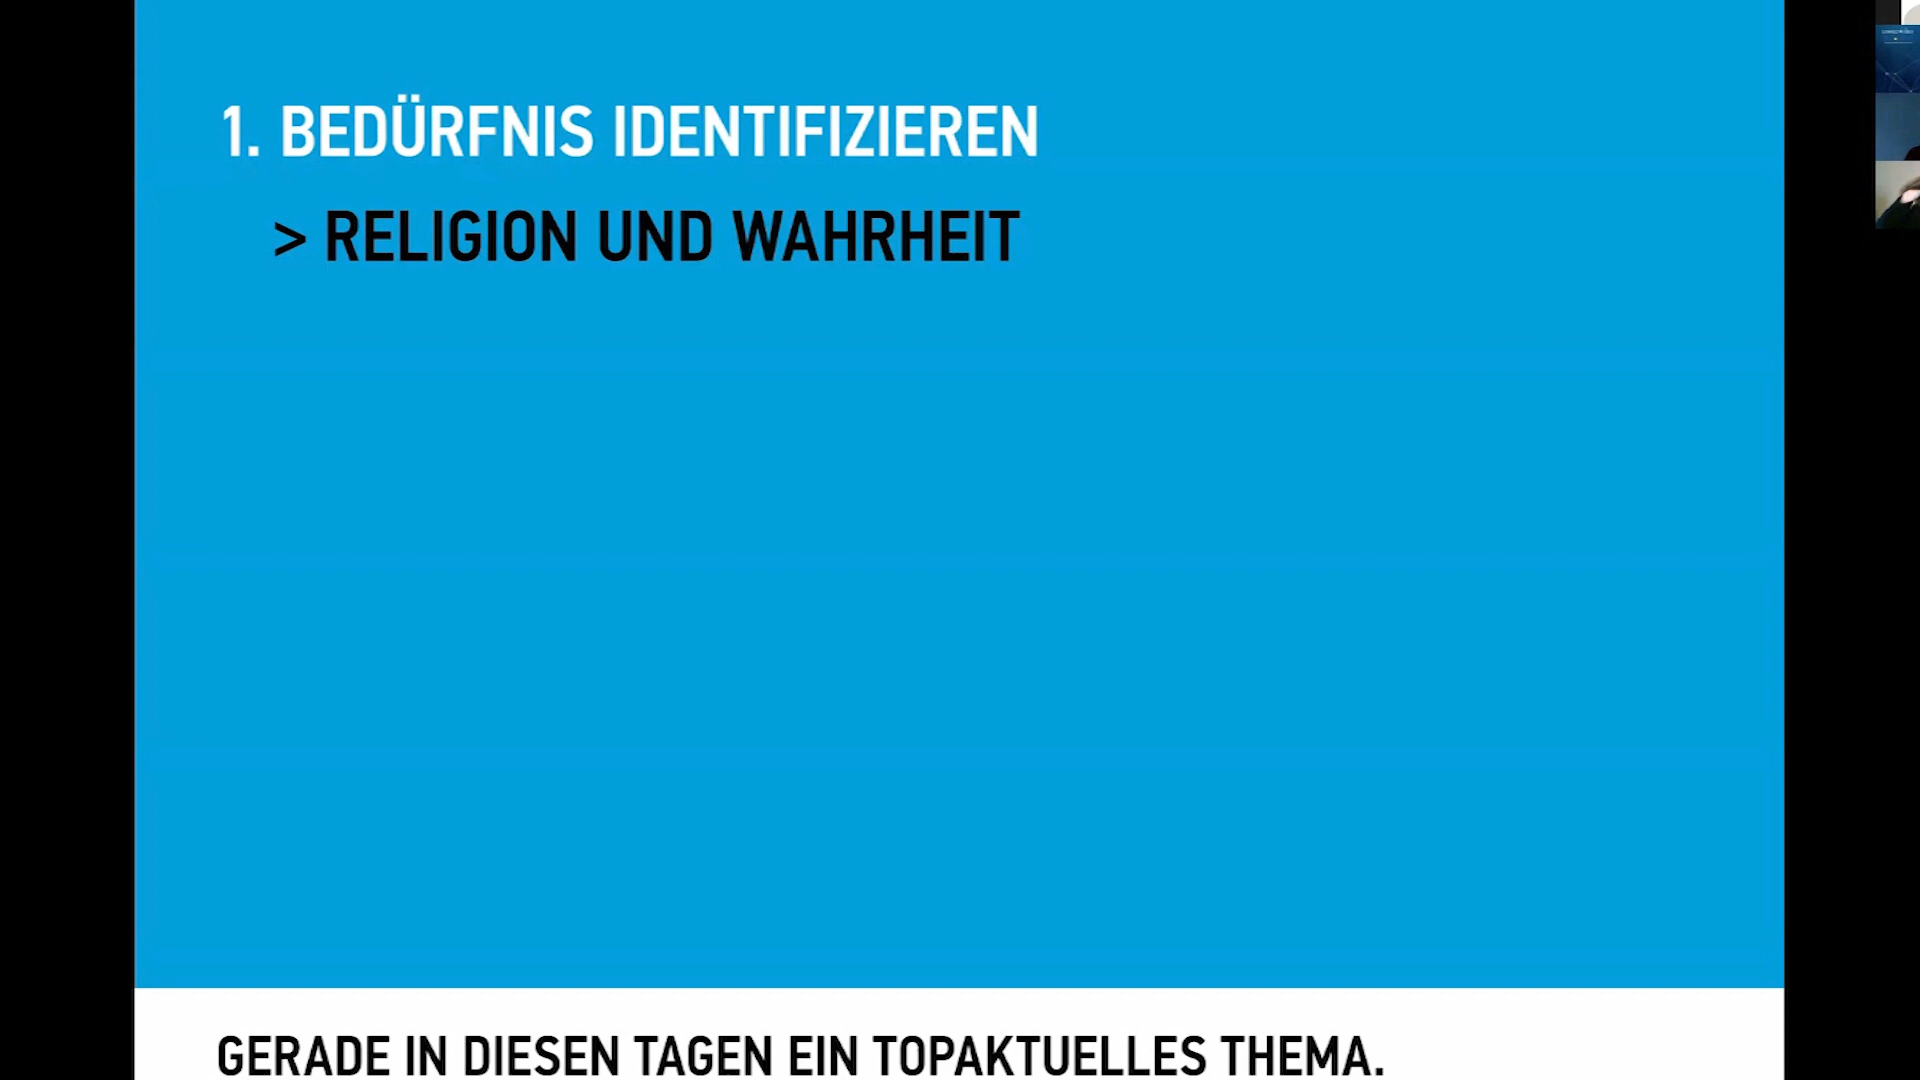 1. BEDÜRFNIS IDENTIFIZIEREN
> RELIGION UND WAHRHEIT
GERADE IN DIESEN TAGEN EIN TOPAKTUELLES THEMA.